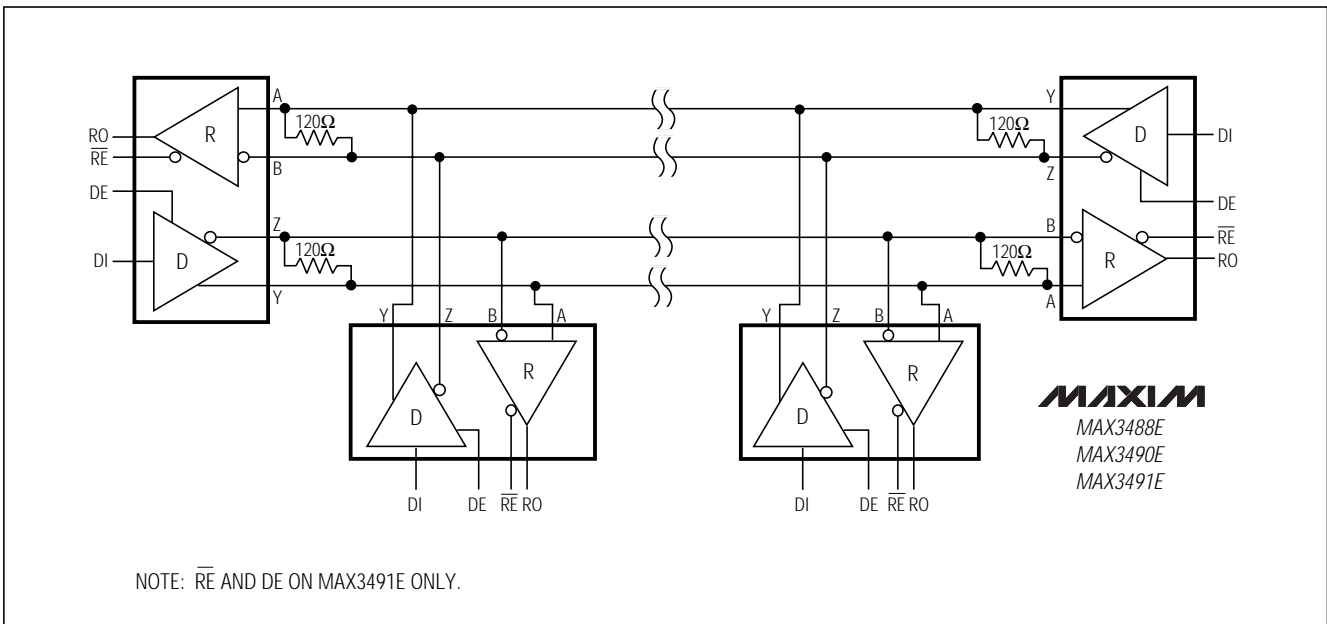 A
Y
120Ω
120Ω
RO
R
D
DI
RE
B
Z
DE
DE
Z
B
RE
120Ω
120Ω
DI
D
R
RO
Y
A
Y Z B A
Y Z B A
R
R
D
D
MAXIM
MAX3488E
MAX3490E
MAX3491E
DI DE RE RO
DI DE RE RO
NOTE: RE AND DE ON MAX3491E ONLY.